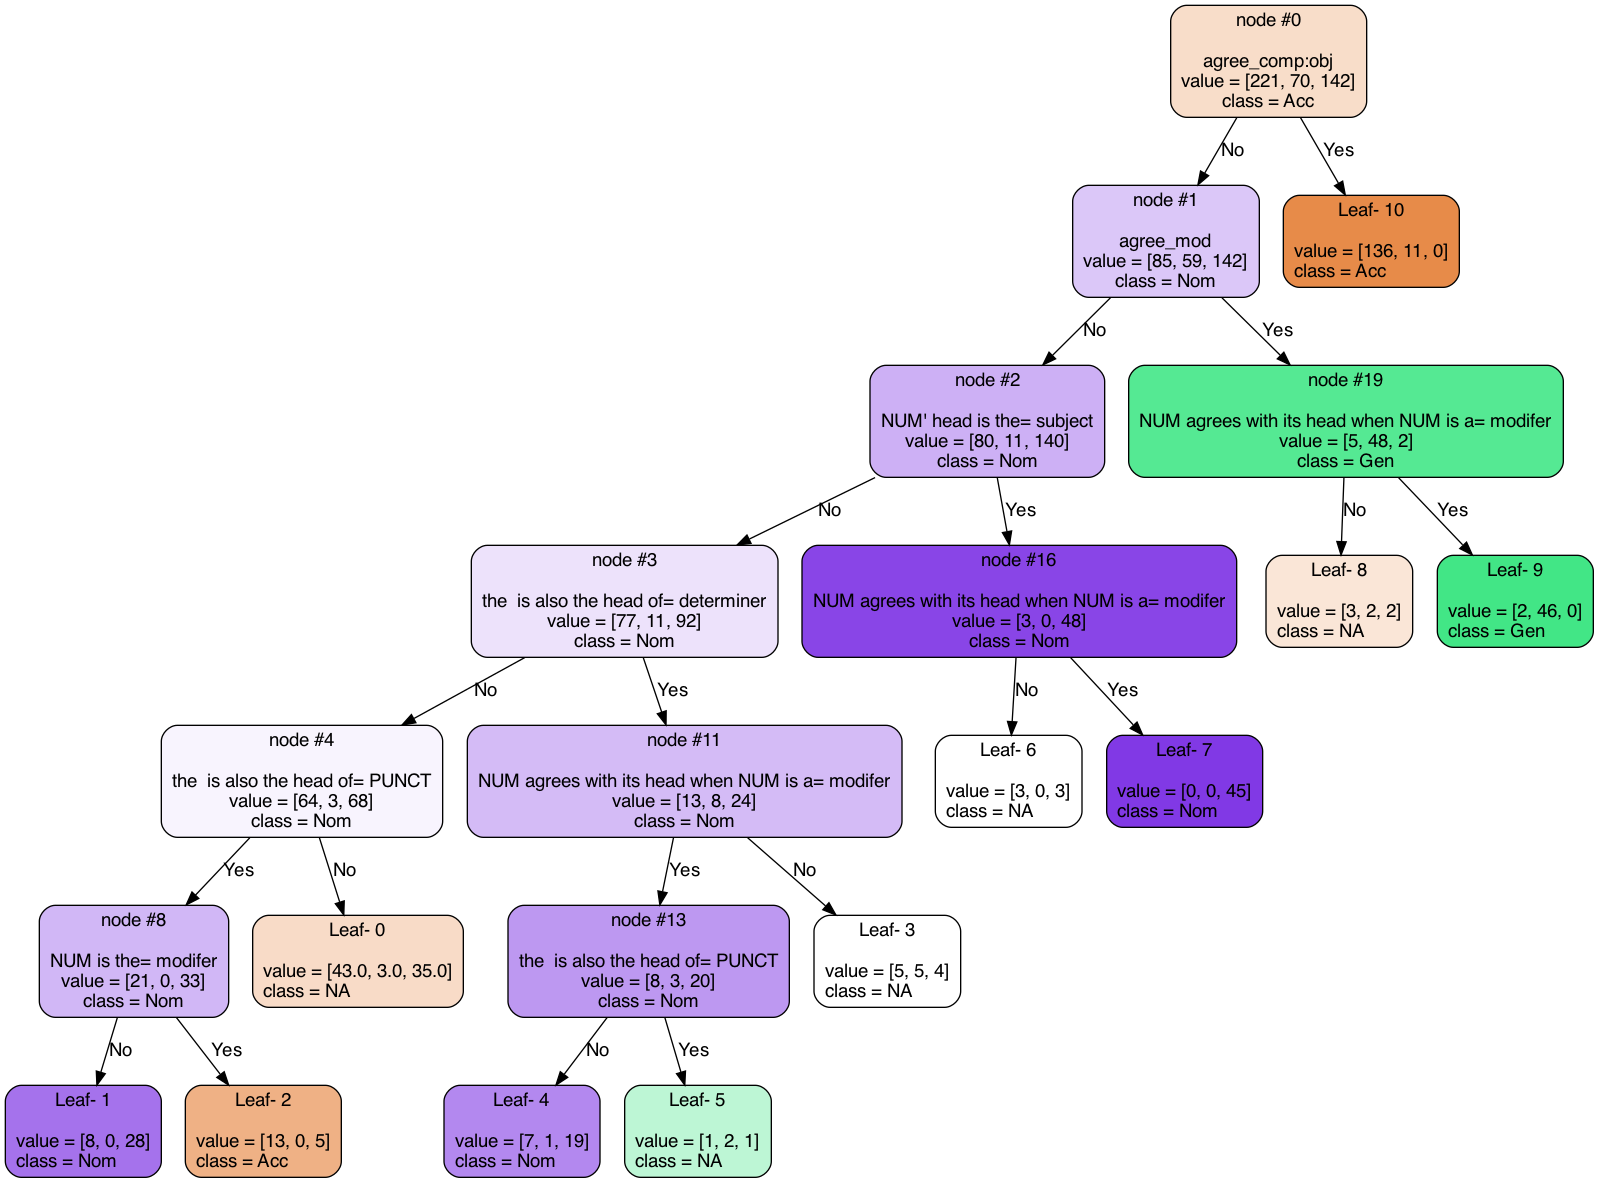 node #0
agree_comp:obj
value = [221, 70, 142]
class = Acc
No
Yes
node #1
agree_mod
value = [85, 59, 142]
class = Nom
Leaf- 10
value = [136, 11, 0]
class = Acc
No
Yes
node #2
NUM' head is the= subject
value = [80, 11, 140]
class = Nom
node #19
NUM agrees with its head when NUM is a= modifer
value = [5, 48, 2]
class = Gen
No
Yes
No
Yes
node #3
the  is also the head of= determiner
value = [77, 11, 92]
class = Nom
node #16
NUM agrees with its head when NUM is a= modifer
value = [3, 0, 48]
class = Nom
Leaf- 8
value = [3, 2, 2]
class = NA
Leaf- 9
value = [2, 46, 0]
class = Gen
No
Yes
No
Yes
node #4
the  is also the head of= PUNCT
value = [64, 3, 68]
class = Nom
node #11
NUM agrees with its head when NUM is a= modifer
value = [13, 8, 24]
class = Nom
Leaf- 6
value = [3, 0, 3]
class = NA
Leaf- 7
value = [0, 0, 45]
class = Nom
Yes
No
Yes
No
node #8
NUM is the= modifer
value = [21, 0, 33]
class = Nom
Leaf- 0
value = [43.0, 3.0, 35.0]
class = NA
node #13
the  is also the head of= PUNCT
value = [8, 3, 20]
class = Nom
Leaf- 3
value = [5, 5, 4]
class = NA
No
Yes
No
Yes
Leaf- 1
value = [8, 0, 28]
class = Nom
Leaf- 2
value = [13, 0, 5]
class = Acc
Leaf- 4
value = [7, 1, 19]
class = Nom
Leaf- 5
value = [1, 2, 1]
class = NA